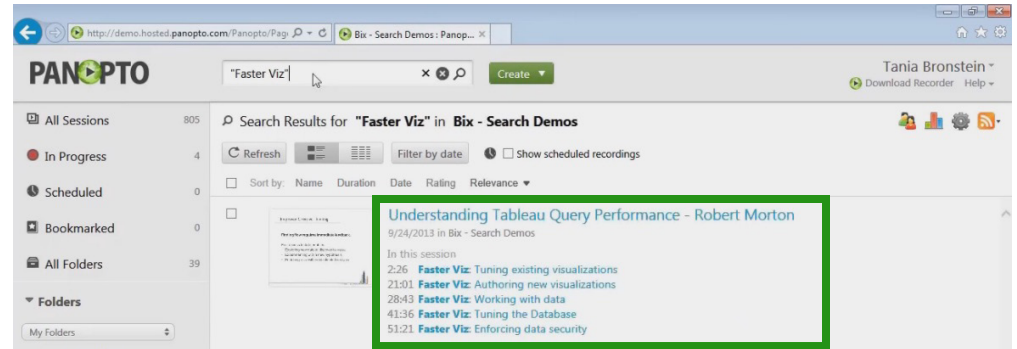 http://demo.hosted.panopto.com/Panopto/Page
Bix - Search Demos : Panop...
PANOPTO
"Faster Viz"
Create
Tania Bronstein
Download Recorder Help
All Sessions 805
In Progress 4
Scheduled 0
Bookmarked 0
All Folders 39
Folders
My Folders
Search Results for "Faster Viz" in Bix - Search Demos
Refresh Filter by date Show scheduled recordings
Sort by: Name Duration Date Rating Relevance
Understanding Tableau Query Performance - Robert Morton
9/24/2013 in Bix - Search Demos
In this session
2:26 Faster Viz: Tuning existing visualizations
21:01 Faster Viz: Authoring new visualizations
28:43 Faster Viz: Working with data
41:36 Faster Viz: Tuning the Database
51:21 Faster Viz: Enforcing data security